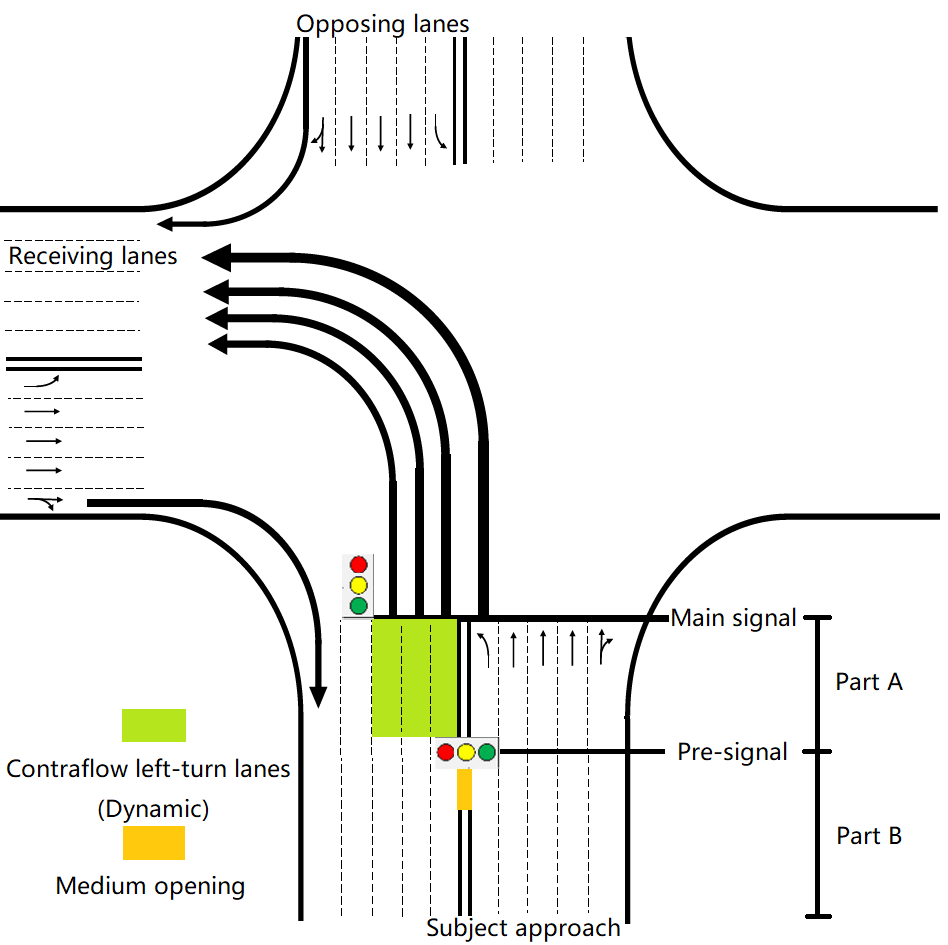 Opposing lanes
Receiving lanes
Main signal
Part A
Pre-signal
Contraflow left-turn lanes
(Dynamic)
Part B
Medium opening
Subject approach